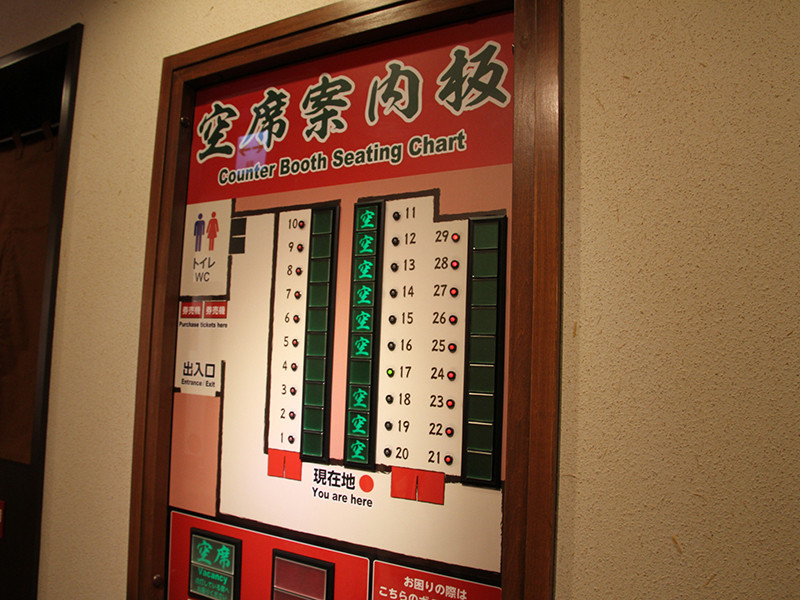 空席案内板
Counter Booth Seating Chart
トイレ
WC
券売機 券売機
Purchase tickets here
出入口
Entrance / Exit
10
9
8
7
6
5
4
3
2
1
空
空
空
空
空
空
空
空
空
11
12
13
14
15
16
17
18
19
20
29
28
27
26
25
24
23
22
21
現在地
You are here
空席
Vacancy
お困りの際は